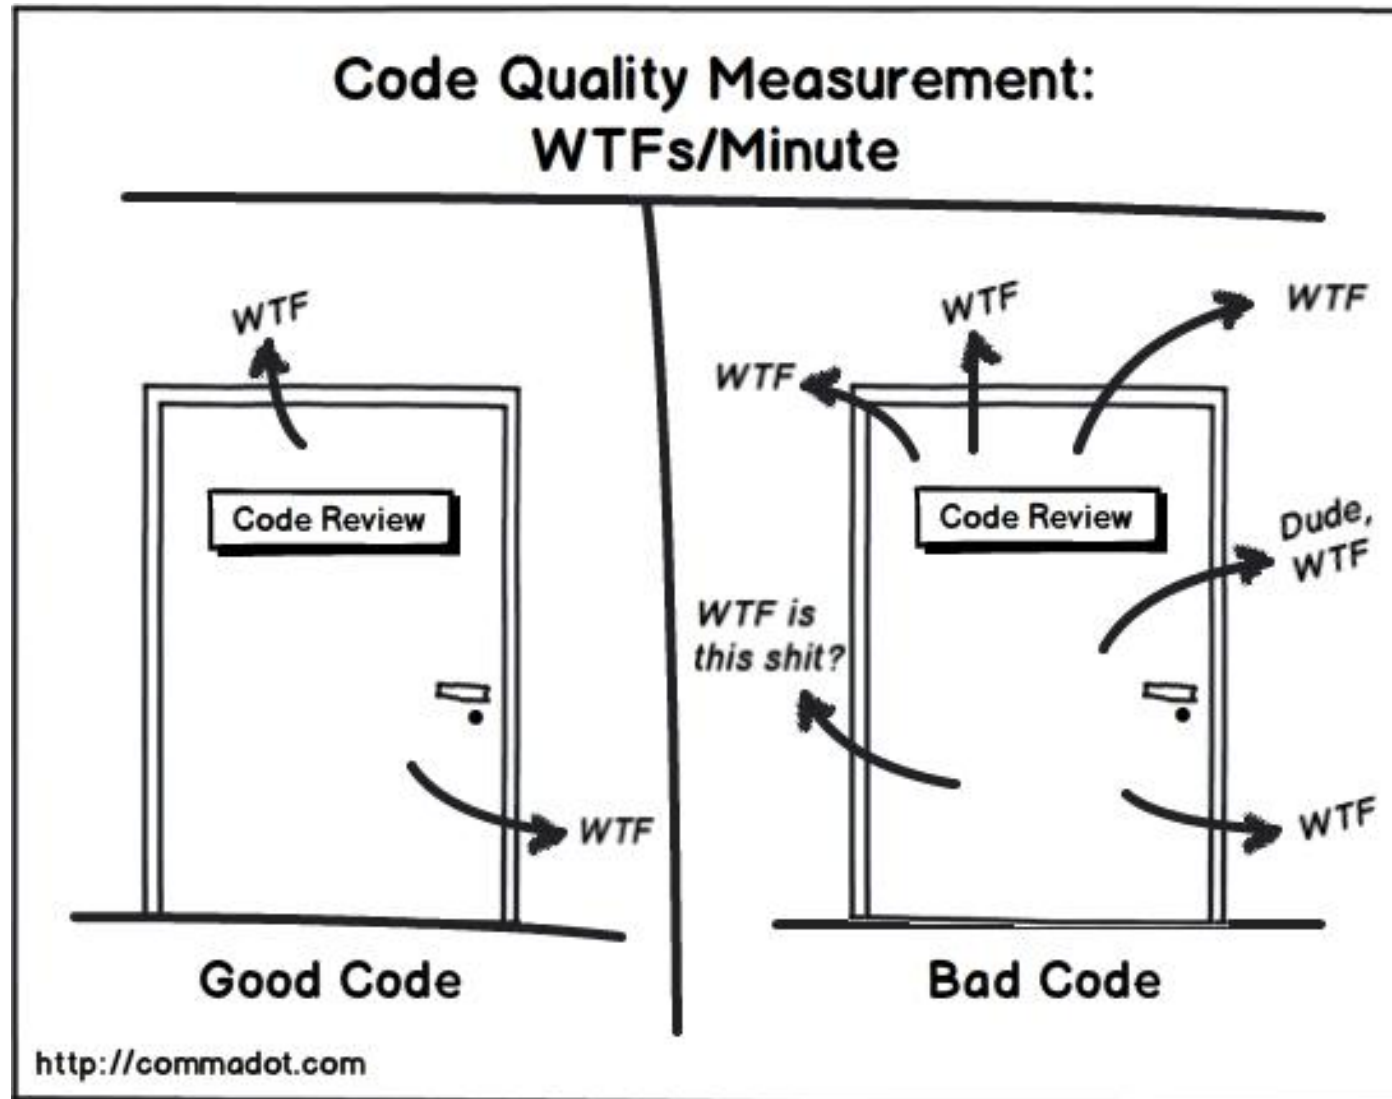 Code Quality Measurement:
WTFs/Minute
WTF
Code Review
WTF
Good Code
WTF
WTF
WTF
Code Review
Dude,
WTF
WTF is
this shit?
WTF
Bad Code
http://commadot.com